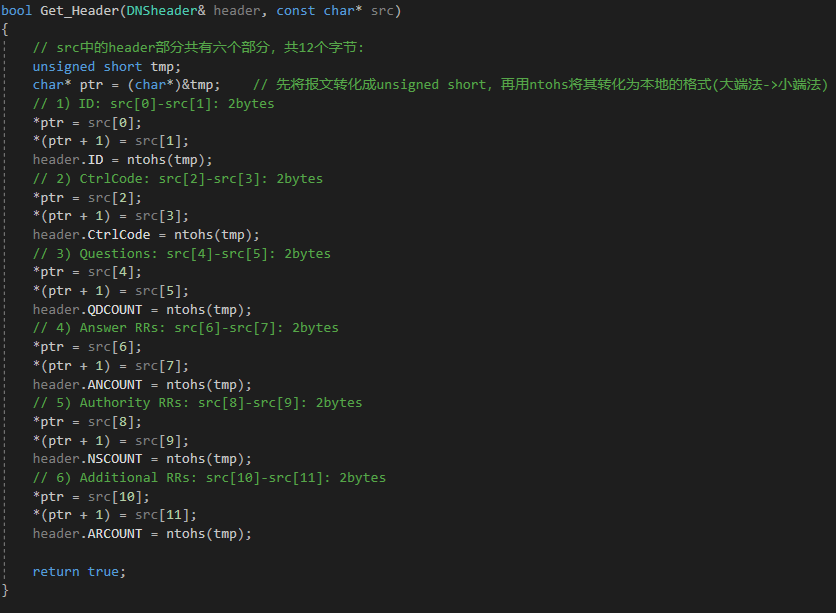 bool Get_Header(DNSheader& header, const char* src)
{
    // src中的header部分共有六个部分，共12个字节:
    unsigned short tmp;
    char* ptr = (char*)&tmp;    // 先将报文转化成unsigned short，再用ntohs将其转化为本地的格式(大端法->小端法)
    // 1) ID: src[0]-src[1]: 2bytes
    *ptr = src[0];
    *(ptr + 1) = src[1];
    header.ID = ntohs(tmp);
    // 2) CtrlCode: src[2]-src[3]: 2bytes
    *ptr = src[2];
    *(ptr + 1) = src[3];
    header.CtrlCode = ntohs(tmp);
    // 3) Questions: src[4]-src[5]: 2bytes
    *ptr = src[4];
    *(ptr + 1) = src[5];
    header.QDCOUNT = ntohs(tmp);
    // 4) Answer RRs: src[6]-src[7]: 2bytes
    *ptr = src[6];
    *(ptr + 1) = src[7];
    header.ANCOUNT = ntohs(tmp);
    // 5) Authority RRs: src[8]-src[9]: 2bytes
    *ptr = src[8];
    *(ptr + 1) = src[9];
    header.NSCOUNT = ntohs(tmp);
    // 6) Additional RRs: src[10]-src[11]: 2bytes
    *ptr = src[10];
    *(ptr + 1) = src[11];
    header.ARCOUNT = ntohs(tmp);

    return true;
}